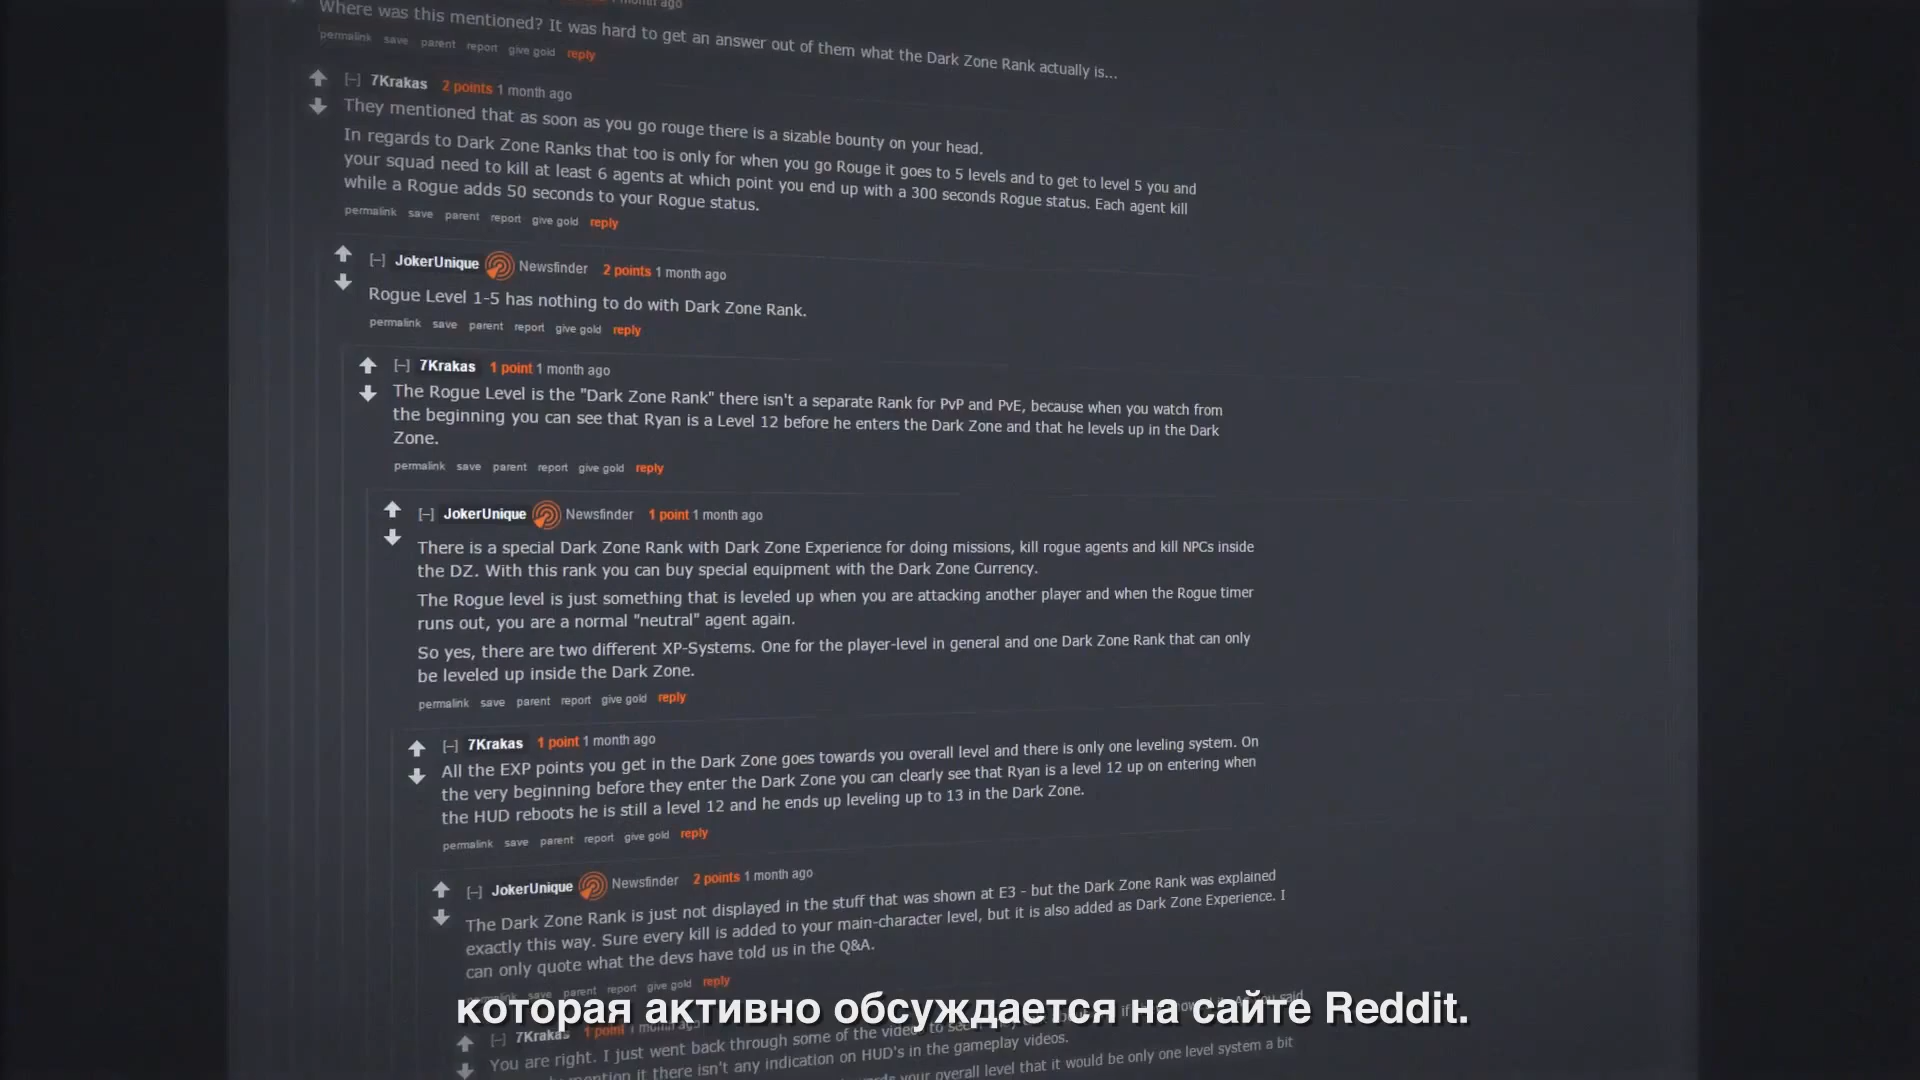 month ago
Where was this mentioned? It was hard to get an answer out of them what the Dark Zone Rank actually is...
permalink save parent report give gold reply
[–] 7Krakas 2 points 1 month ago
They mentioned that as soon as you go rouge there is a sizable bounty on your head.
In regards to Dark Zone Ranks that too is only for when you go Rouge it goes to 5 levels and to get to level 5 you and
your squad need to kill at least 6 agents at which point you end up with a 300 seconds Rogue status. Each agent kill
while a Rogue adds 50 seconds to your Rogue status.
permalink save parent report give gold reply
[–] JokerUnique Newsfinder 2 points 1 month ago
Rogue Level 1-5 has nothing to do with Dark Zone Rank.
permalink save parent report give gold reply
[–] 7Krakas 1 point 1 month ago
The Rogue Level is the "Dark Zone Rank" there isn't a separate Rank for PvP and PvE, because when you watch from
the beginning you can see that Ryan is a Level 12 before he enters the Dark Zone and that he levels up in the Dark
Zone.
permalink save parent report give gold reply
[–] JokerUnique Newsfinder 1 point 1 month ago
There is a special Dark Zone Rank with Dark Zone Experience for doing missions, kill rogue agents and kill NPCs inside
the DZ. With this rank you can buy special equipment with the Dark Zone Currency.
The Rogue level is just something that is leveled up when you are attacking another player and when the Rogue timer
runs out, you are a normal "neutral" agent again.
So yes, there are two different XP-Systems. One for the player-level in general and one Dark Zone Rank that can only
be leveled up inside the Dark Zone.
permalink save parent report give gold reply
[–] 7Krakas 1 point 1 month ago
All the EXP points you get in the Dark Zone goes towards you overall level and there is only one leveling system. On
the very beginning before they enter the Dark Zone you can clearly see that Ryan is a level 12 up on entering when
the HUD reboots he is still a level 12 and he ends up leveling up to 13 in the Dark Zone.
permalink save parent report give gold reply
[–] JokerUnique Newsfinder 2 points 1 month ago
The Dark Zone Rank is just not displayed in the stuff that was shown at E3 - but the Dark Zone Rank was explained
exactly this way. Sure every kill is added to your main-character level, but it is also added as Dark Zone Experience. I
can only quote what the devs have told us in the Q&A.
permalink save parent report give gold reply
которая активно обсуждается на сайте Reddit.
[–] 7Krakas 1 point 1 month ago
You are right. I just went back through some of the video to said
mention it there isn't any indication on HUD's in the gameplay videos.
your overall level that it would be only one level system a bit